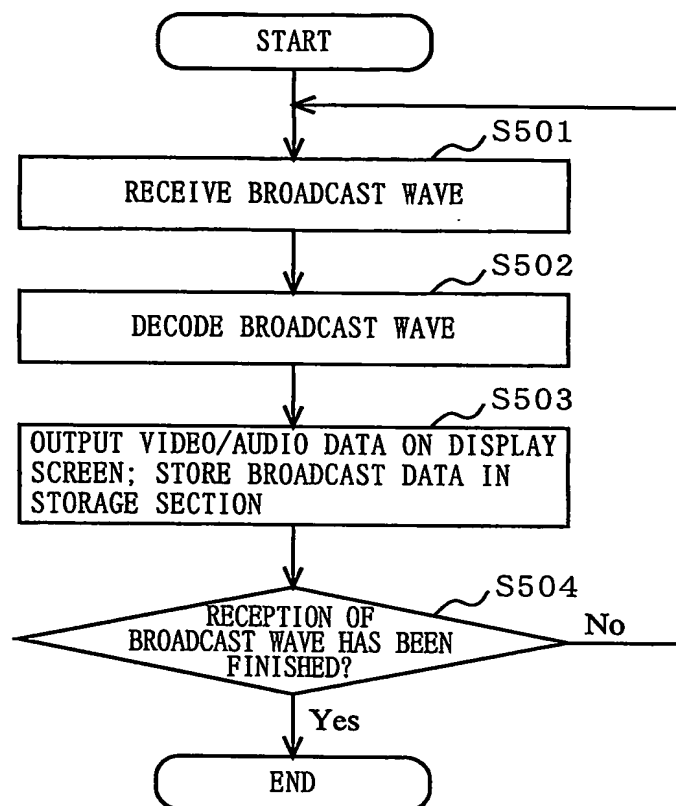 START
S501
RECEIVE BROADCAST WAVE
S502
DECODE BROADCAST WAVE
S503
OUTPUT VIDEO/AUDIO DATA ON DISPLAY
SCREEN; STORE BROADCAST DATA IN
STORAGE SECTION
S504
RECEPTION OF
BROADCAST WAVE HAS BEEN
FINISHED?
No
Yes
END